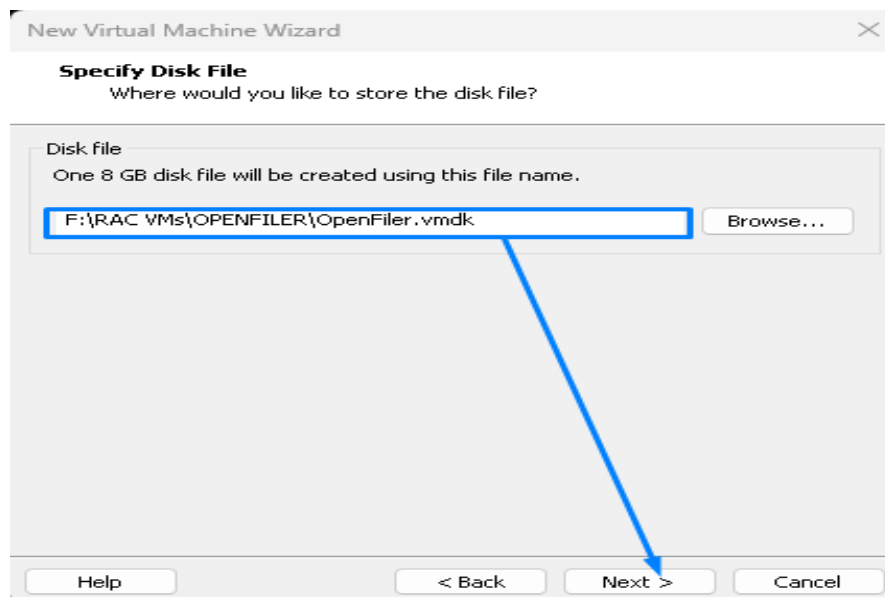 New Virtual Machine Wizard
Specify Disk File
Where would you like to store the disk file?
Disk file
One 8 GB disk file will be created using this file name.
F:\RAC VMs\OPENFILER\OpenFiler.vmdk
Browse...
Help
< Back
Next >
Cancel